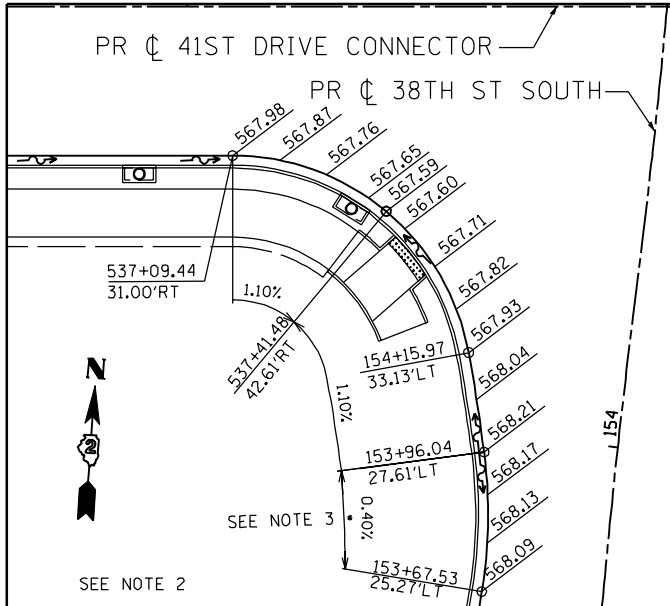 PR ℄ 41ST DRIVE CONNECTOR
PR ℄ 38TH ST SOUTH
567.98
567.87
567.76
567.65
567.59
567.60
567.71
567.82
567.93
568.04
568.21
568.17
568.13
568.09
537+09.44
31.00'RT
1.10%
537+41.48
42.61'RT
1.10%
154+15.97
33.13'LT
153+96.04
27.61'LT
0.40%
153+67.53
25.27'LT
154
N
2
SEE NOTE 3 *
SEE NOTE 2